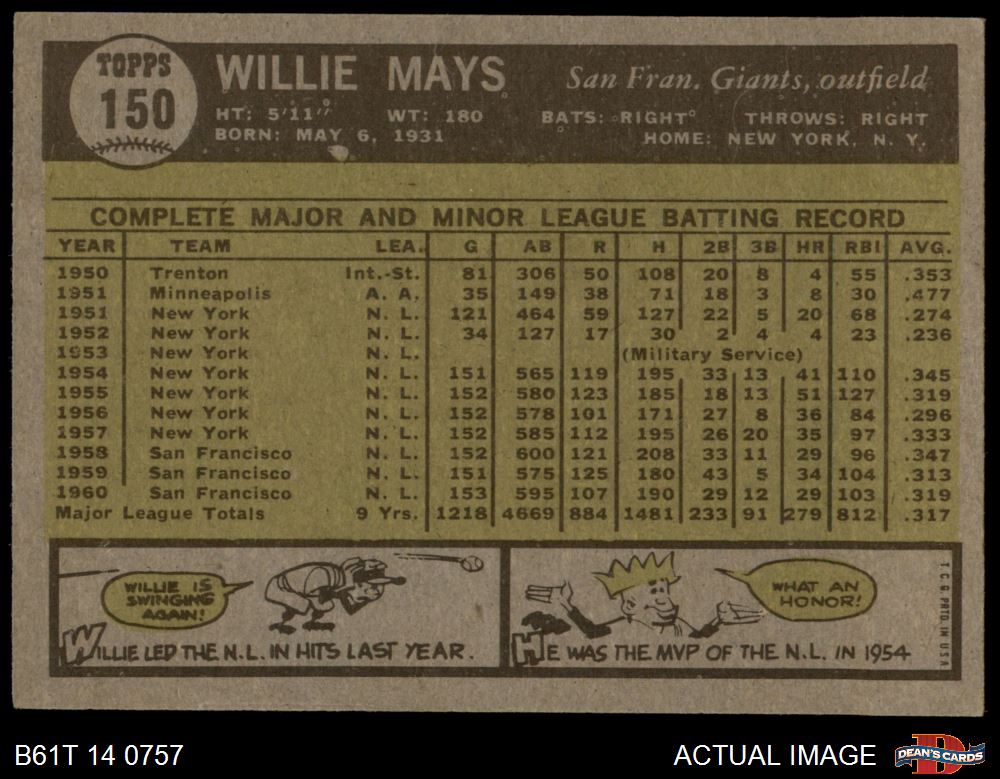 TOPPS
150
WILLIE MAYS
San Fran. Giants, outfield
HT: 5'11" WT: 180 BATS: RIGHT THROWS: RIGHT
BORN: MAY 6, 1931 HOME: NEW YORK, N. Y.
COMPLETE MAJOR AND MINOR LEAGUE BATTING RECORD
YEAR TEAM LEA. G AB R H 2B 3B HR RBI AVG.
1950 Trenton Int.-St. 81 306 50 108 20 8 4 55 .353
1951 Minneapolis A. A. 35 149 38 71 18 3 8 30 .477
1951 New York N. L. 121 464 59 127 22 5 20 68 .274
1952 New York N. L. 34 127 17 30 2 4 4 23 .236
1953 New York N. L. (Military Service)
1954 New York N. L. 151 565 119 195 33 13 41 110 .345
1955 New York N. L. 152 580 123 185 18 13 51 127 .319
1956 New York N. L. 152 578 101 171 27 8 36 84 .296
1957 New York N. L. 152 585 112 195 26 20 35 97 .333
1958 San Francisco N. L. 152 600 121 208 33 11 29 96 .347
1959 San Francisco N. L. 151 575 125 180 43 5 34 104 .313
1960 San Francisco N. L. 153 595 107 190 29 12 29 103 .319
Major League Totals 9 Yrs. 1218 4669 884 1481 233 91 279 812 .317
WILLIE IS
SWINGING
AGAIN!
WILLIE LED THE N.L. IN HITS LAST YEAR.
WHAT AN
HONOR!
HE WAS THE MVP OF THE N.L. IN 1954
T.C.G. PRTD. IN U.S.A.
B61T 14 0757
ACTUAL IMAGE
DEAN'S CARDS